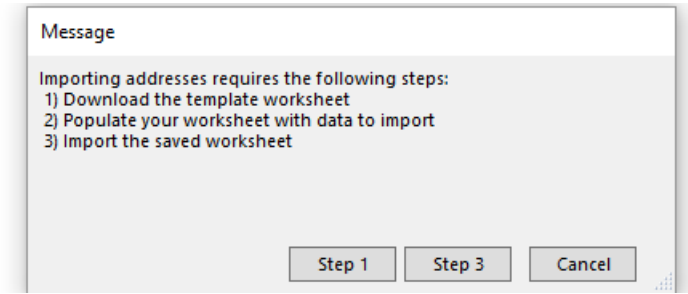 Message
Importing addresses requires the following steps:
1) Download the template worksheet
2) Populate your worksheet with data to import
3) Import the saved worksheet
Step 1 Step 3 Cancel